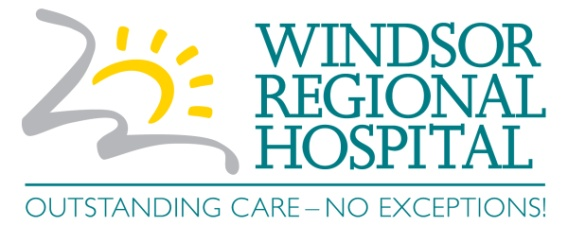 WINDSOR
REGIONAL
HOSPITAL
OUTSTANDING CARE – NO EXCEPTIONS!